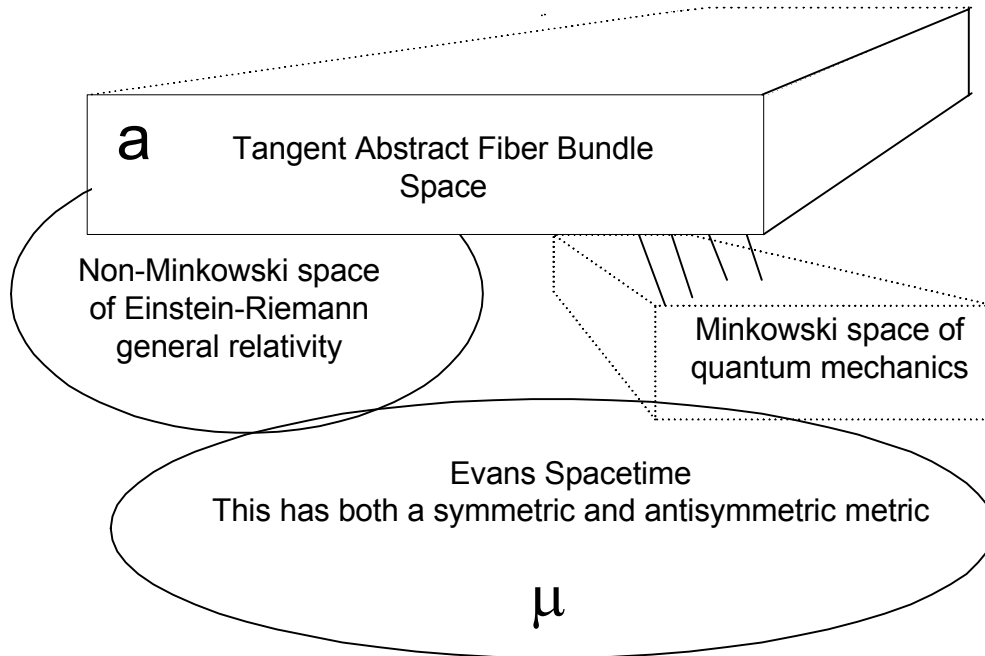 a
Tangent Abstract Fiber Bundle
Space
Non-Minkowski space
of Einstein-Riemann
general relativity
Minkowski space of
quantum mechanics
Evans Spacetime
This has both a symmetric and antisymmetric metric
μ